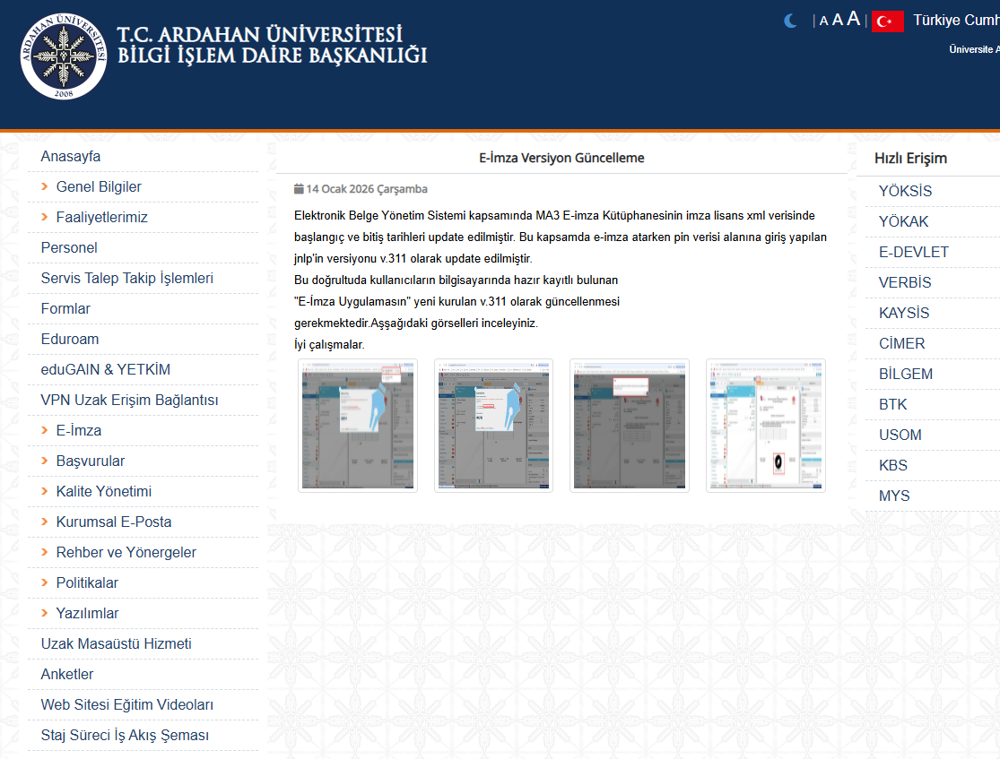 ARDAHAN ÜNİVERSİTESİ
2008
T.C. ARDAHAN ÜNİVERSİTESİ
BİLGİ İŞLEM DAİRE BAŞKANLIĞI
| A A A |
Türkiye Cumh
Üniversite A
Anasayfa
Genel Bilgiler
Faaliyetlerimiz
Personel
Servis Talep Takip İşlemleri
Formlar
Eduroam
eduGAIN & YETKİM
VPN Uzak Erişim Bağlantısı
E-İmza
Başvurular
Kalite Yönetimi
Kurumsal E-Posta
Rehber ve Yönergeler
Politikalar
Yazılımlar
Uzak Masaüstü Hizmeti
Anketler
Web Sitesi Eğitim Videoları
Staj Süreci İş Akış Şeması
E-İmza Versiyon Güncelleme
14 Ocak 2026 Çarşamba
Elektronik Belge Yönetim Sistemi kapsamında MA3 E-imza Kütüphanesinin imza lisans xml verisinde
başlangıç ve bitiş tarihleri update edilmiştir. Bu kapsamda e-imza atarken pin verisi alanına giriş yapılan
jnlp'in versiyonu v.311 olarak update edilmiştir.
Bu doğrultuda kullanıcıların bilgisayarında hazır kayıtlı bulunan
"E-İmza Uygulamasın" yeni kurulan v.311 olarak güncellenmesi
gerekmektedir.Aşşağıdaki görselleri inceleyiniz.
İyi çalışmalar.
Hızlı Erişim
YÖKSİS
YÖKAK
E-DEVLET
VERBİS
KAYSİS
CİMER
BİLGEM
BTK
USOM
KBS
MYS